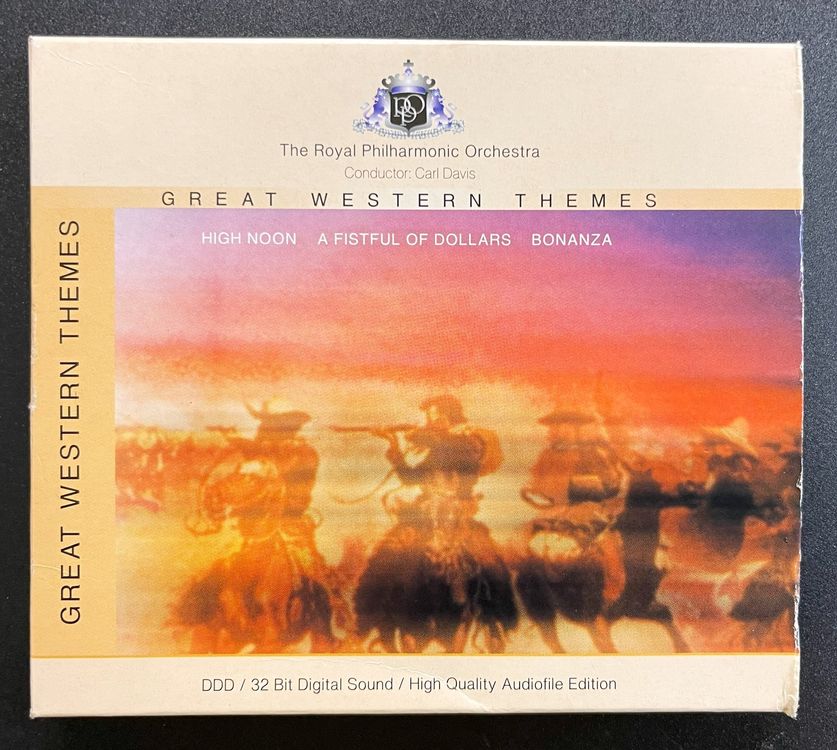 RPO
The Royal Philharmonic Orchestra
Conductor: Carl Davis
GREAT WESTERN THEMES
HIGH NOON A FISTFUL OF DOLLARS BONANZA
GREAT WESTERN THEMES
DDD / 32 Bit Digital Sound / High Quality Audiofile Edition